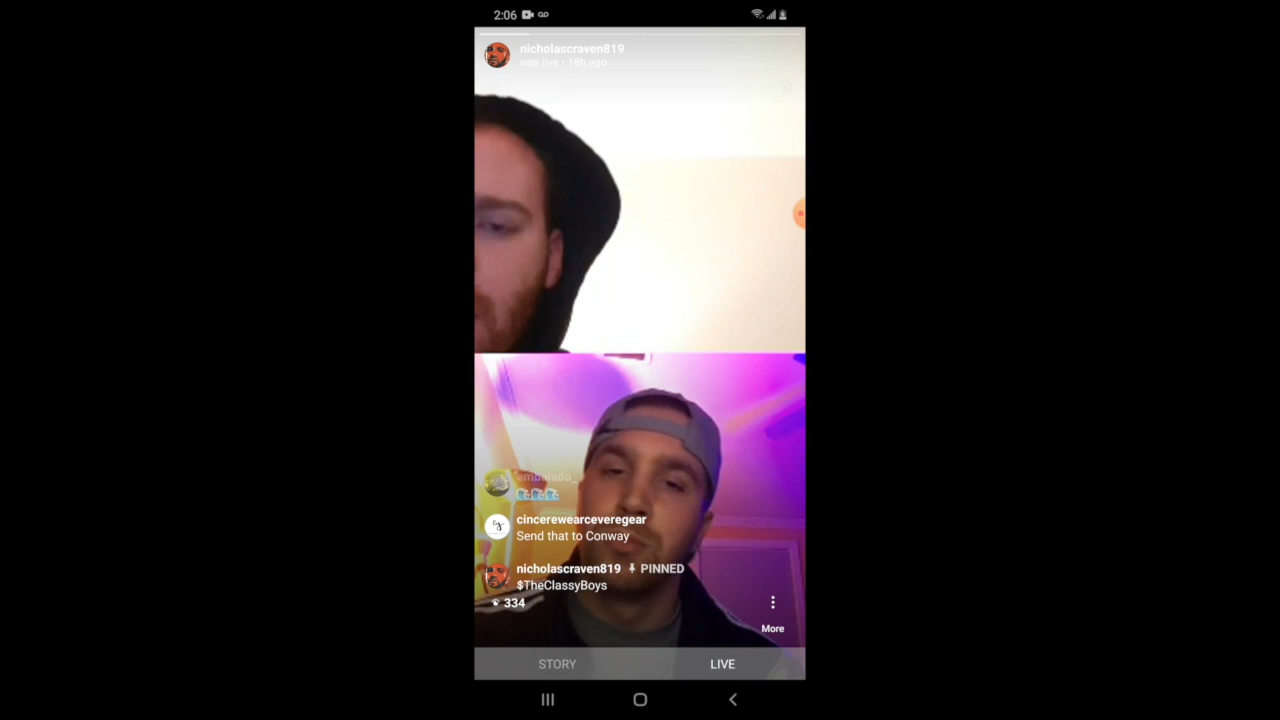 2:06
nicholascraven819
was live • 18h ago
embalado_
cincerewearceveregear
Send that to Conway
nicholascraven819 PINNED
$TheClassyBoys
334
More
STORY
LIVE